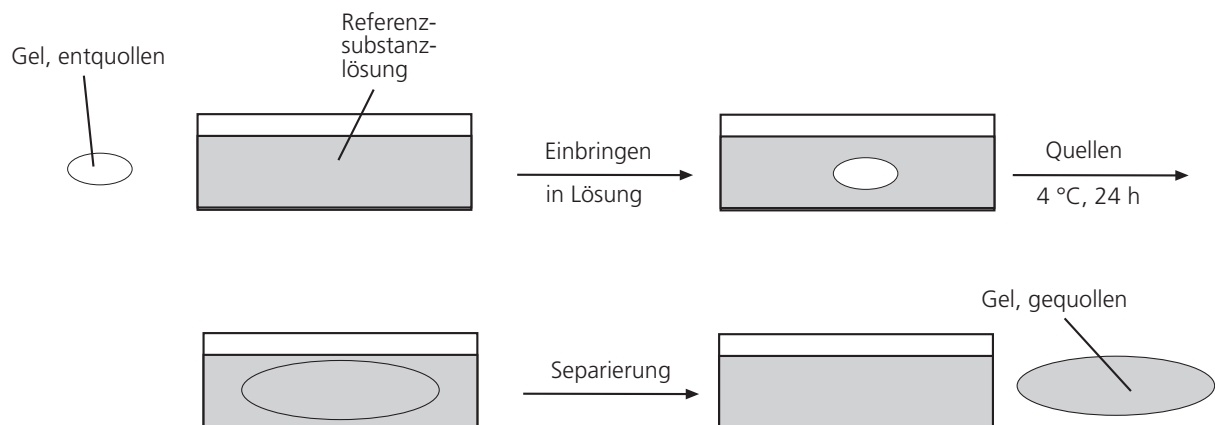 Gel, entquollen
Referenz-
substanz-
lösung
Einbringen
in Lösung
Quellen
4 °C, 24 h
Separierung
Gel, gequollen